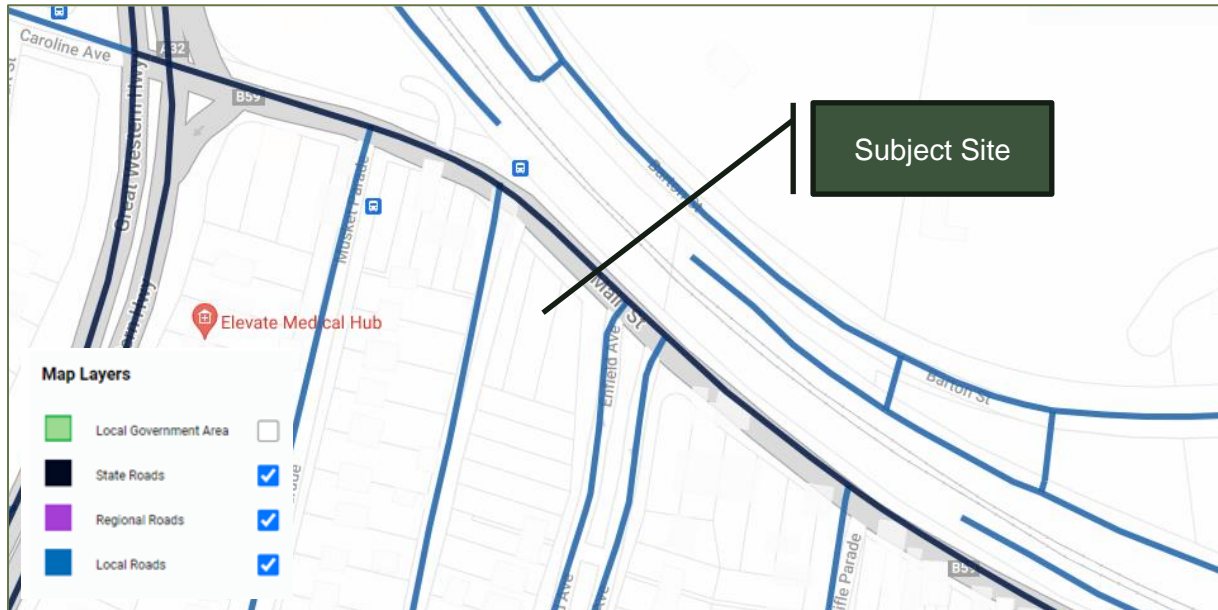 Caroline Ave
A32
B59
Great Western Hwy
Musket Parade
Barton St
Subject Site
Main St
Elevate Medical Hub
Enfield Ave
Barton St
B59
Map Layers
Local Government Area
State Roads
Regional Roads
Local Roads